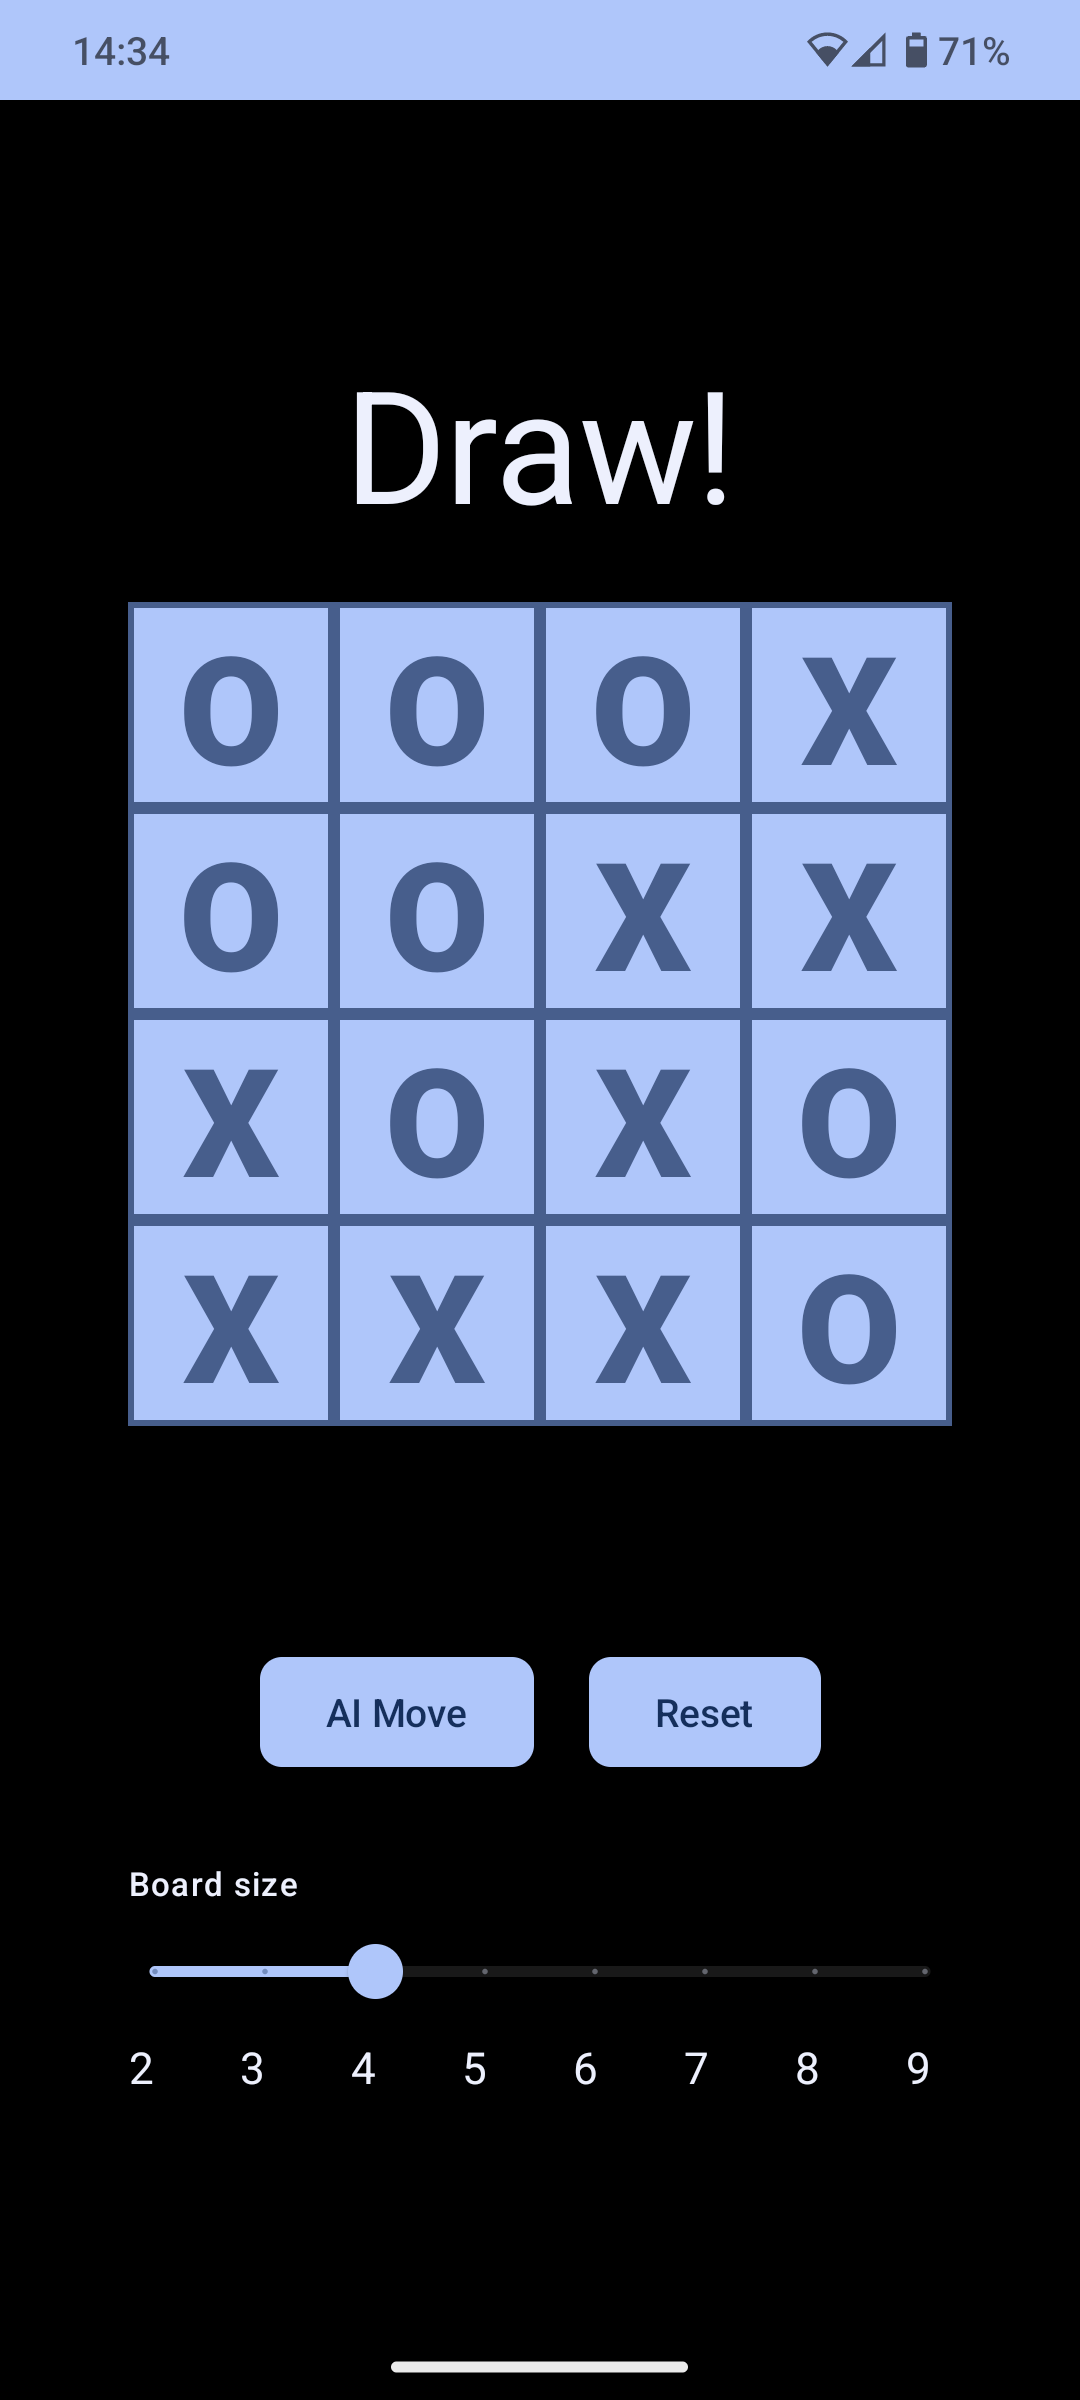 14:34 71%
Draw!
O O O X
O O X X
X O X O
X X X O
AI Move Reset
Board size
2 3 4 5 6 7 8 9